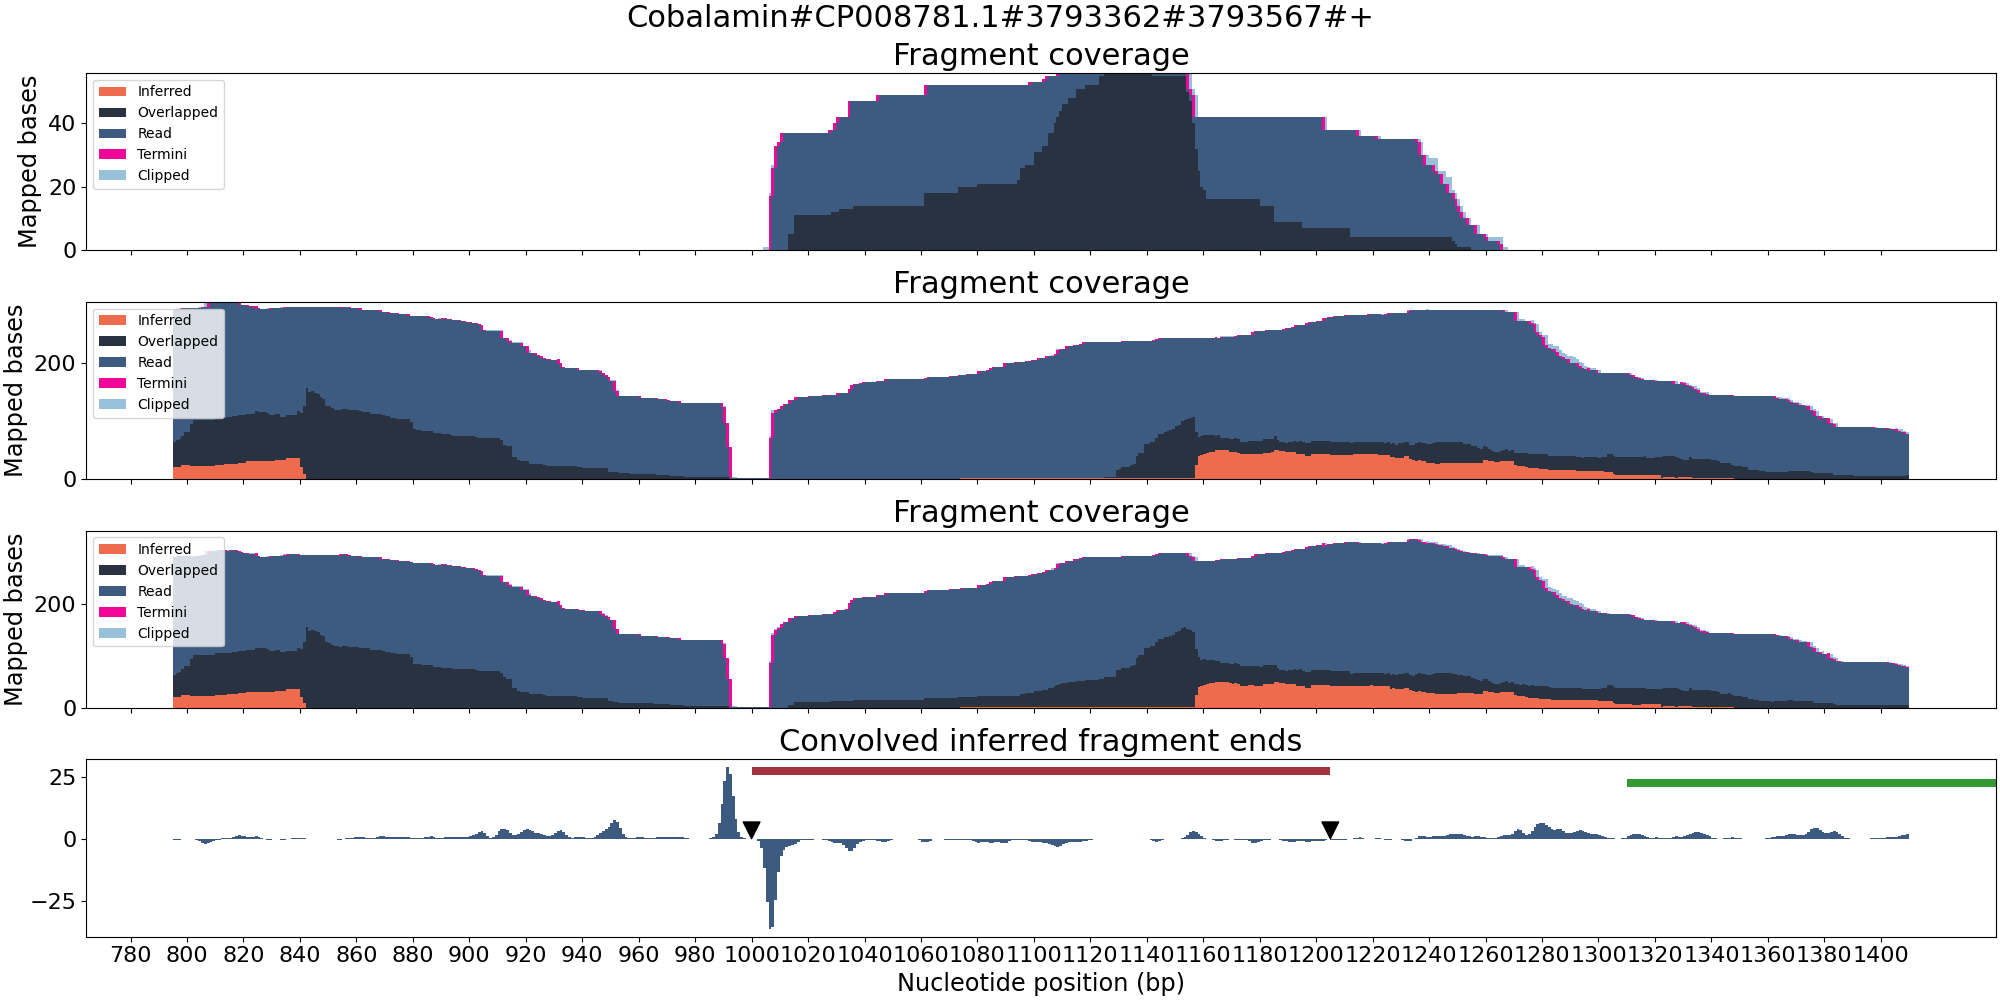 Cobalamin#CP008781.1#3793362#3793567#+
Fragment coverage
Mapped bases
40
20
0
Inferred
Overlapped
Read
Termini
Clipped
Fragment coverage
Mapped bases
200
0
Inferred
Overlapped
Read
Termini
Clipped
Fragment coverage
Mapped bases
200
0
Inferred
Overlapped
Read
Termini
Clipped
Convolved inferred fragment ends
25
0
−25
780 800 820 840 860 880 900 920 940 960 980 1000 1020 1040 1060 1080 1100 1120 1140 1160 1180 1200 1220 1240 1260 1280 1300 1320 1340 1360 1380 1400
Nucleotide position (bp)